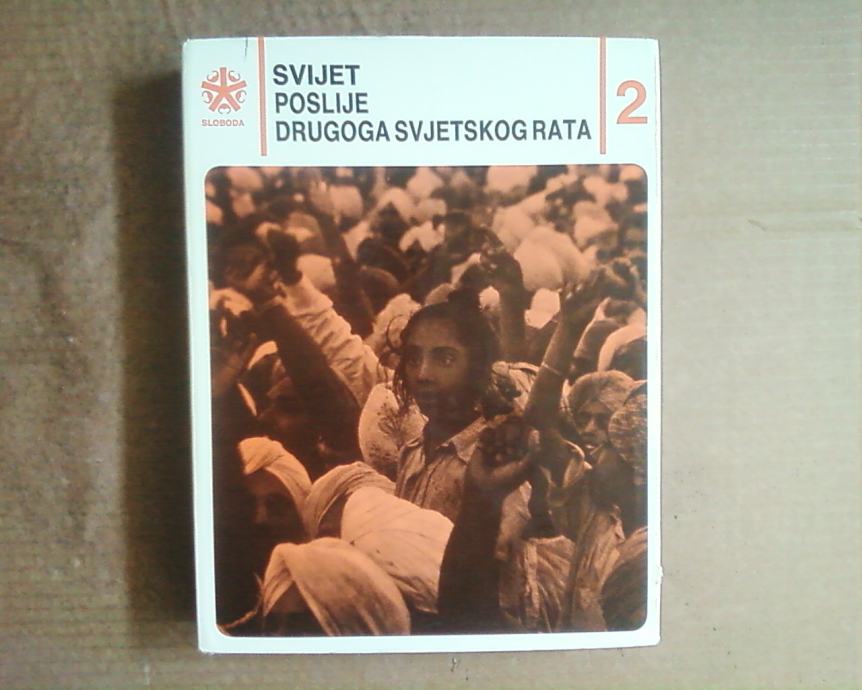 SVIJET
POSLIJE
DRUGOGA SVJETSKOG RATA
2
SLOBODA